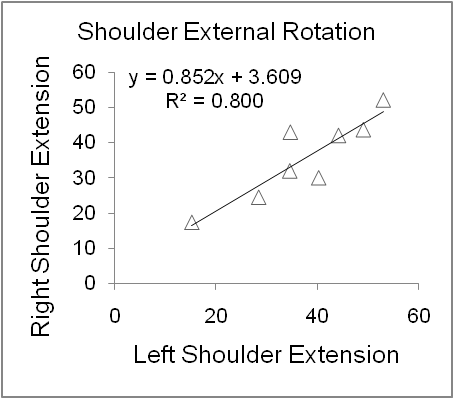 Shoulder External Rotation
y = 0.852x + 3.609
R² = 0.800
Right Shoulder Extension
60
50
40
30
20
10
0
0 20 40 60
Left Shoulder Extension